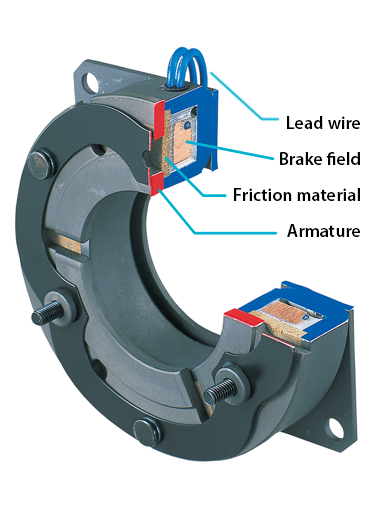 Lead wire
Brake field
Friction material
Armature